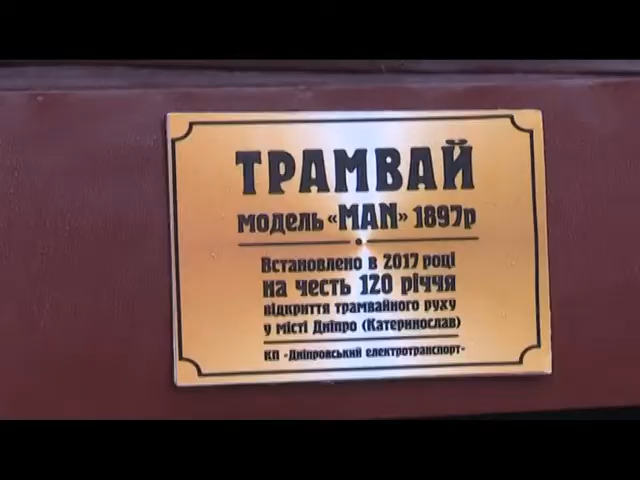 ТРАМВАЙ
модель «MAN» 1897р
Встановлено в 2017 році
на честь 120 річчя
відкриття трамвайного руху
у місті Дніпро (Катеринослав)
КП «Дніпровський електротранспорт»